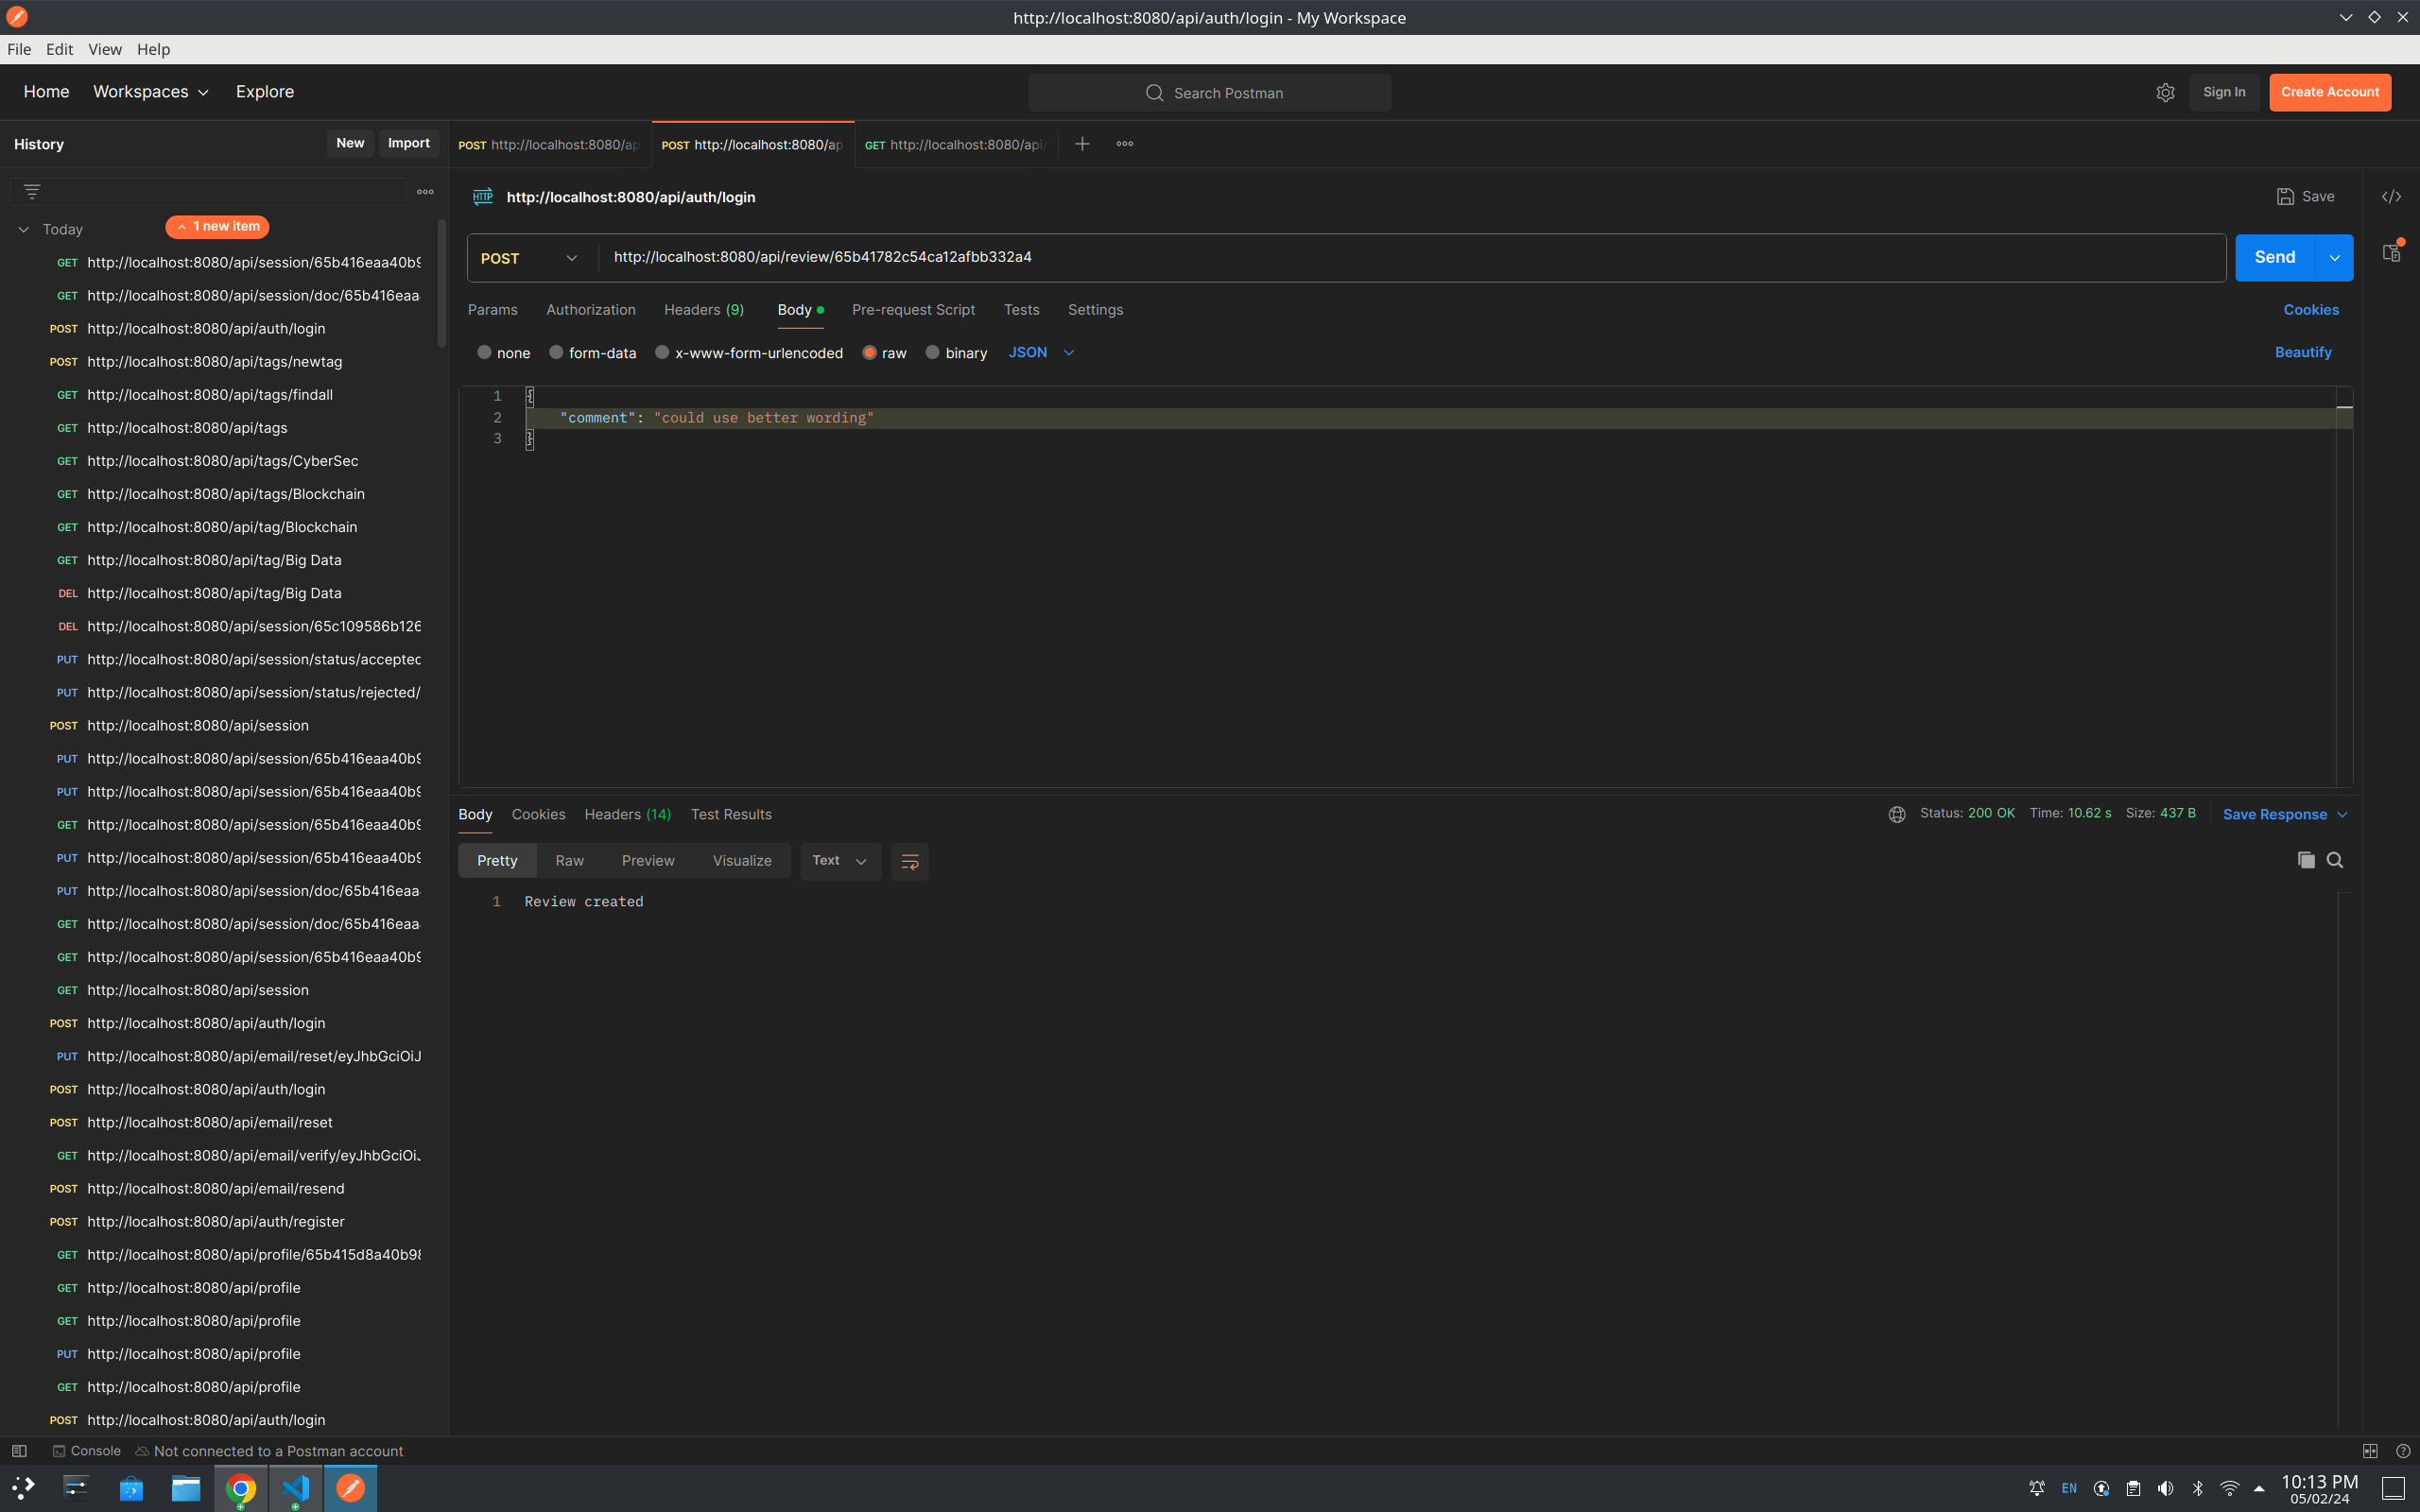 http://localhost:8080/api/auth/login - My Workspace
File Edit View Help
Home Workspaces Explore Search Postman Sign In Create Account
History New Import
POST http://localhost:8080/ap POST http://localhost:8080/ap GET http://localhost:8080/api/
HTTP http://localhost:8080/api/auth/login Save
Today 1 new item
GET http://localhost:8080/api/session/65b416eaa40b9
GET http://localhost:8080/api/session/doc/65b416eaa
POST http://localhost:8080/api/auth/login
POST http://localhost:8080/api/tags/newtag
GET http://localhost:8080/api/tags/findall
GET http://localhost:8080/api/tags
GET http://localhost:8080/api/tags/CyberSec
GET http://localhost:8080/api/tags/Blockchain
GET http://localhost:8080/api/tag/Blockchain
GET http://localhost:8080/api/tag/Big Data
DEL http://localhost:8080/api/tag/Big Data
DEL http://localhost:8080/api/session/65c109586b126
PUT http://localhost:8080/api/session/status/accepted
PUT http://localhost:8080/api/session/status/rejected/
POST http://localhost:8080/api/session
PUT http://localhost:8080/api/session/65b416eaa40b9
PUT http://localhost:8080/api/session/65b416eaa40b9
GET http://localhost:8080/api/session/65b416eaa40b9
PUT http://localhost:8080/api/session/65b416eaa40b9
PUT http://localhost:8080/api/session/doc/65b416eaa
GET http://localhost:8080/api/session/doc/65b416eaa
GET http://localhost:8080/api/session/65b416eaa40b9
GET http://localhost:8080/api/session
POST http://localhost:8080/api/auth/login
PUT http://localhost:8080/api/email/reset/eyJhbGciOiJ
POST http://localhost:8080/api/auth/login
POST http://localhost:8080/api/email/reset
GET http://localhost:8080/api/email/verify/eyJhbGciOiJ
POST http://localhost:8080/api/email/resend
POST http://localhost:8080/api/auth/register
GET http://localhost:8080/api/profile/65b415d8a40b98
GET http://localhost:8080/api/profile
GET http://localhost:8080/api/profile
PUT http://localhost:8080/api/profile
GET http://localhost:8080/api/profile
POST http://localhost:8080/api/auth/login
POST http://localhost:8080/api/review/65b41782c54ca12afbb332a4 Send
Params Authorization Headers (9) Body Pre-request Script Tests Settings Cookies
none form-data x-www-form-urlencoded raw binary JSON Beautify
1 {
2 "comment": "could use better wording"
3 }
Body Cookies Headers (14) Test Results Status: 200 OK Time: 10.62 s Size: 437 B Save Response
Pretty Raw Preview Visualize Text
1 Review created
Console Not connected to a Postman account
EN 10:13 PM
05/02/24